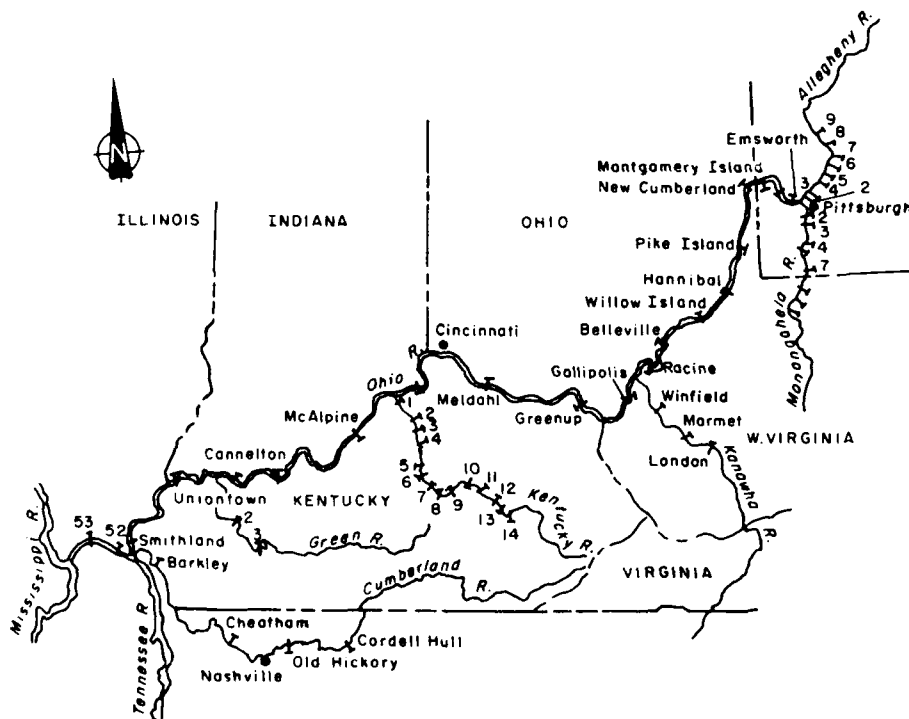 Allegheny R.
9
8
Emsworth
7
6
Montgomery Island
New Cumberland
3
5
4
2
Pittsburgh
2
3
N
ILLINOIS
INDIANA
OHIO
Pike Island
4
7
Hannibal
Willow Island
Monongahela R.
Belleville
Cincinnati
Ohio R.
Gallipolis
Racine
Meldahl
Winfield
1
2
3
4
McAlpine
Greenup
Marmet
W. VIRGINIA
London
Kanawha R.
Cannelton
5
6
7
8
9
10
11
12
13
14
Uniontown
KENTUCKY
Kentucky R.
2
3
Green R.
Mississippi R.
53
52
Smithland
Barkley
Cumberland R.
VIRGINIA
Tennessee R.
Cheatham
Cordell Hull
Old Hickory
Nashville